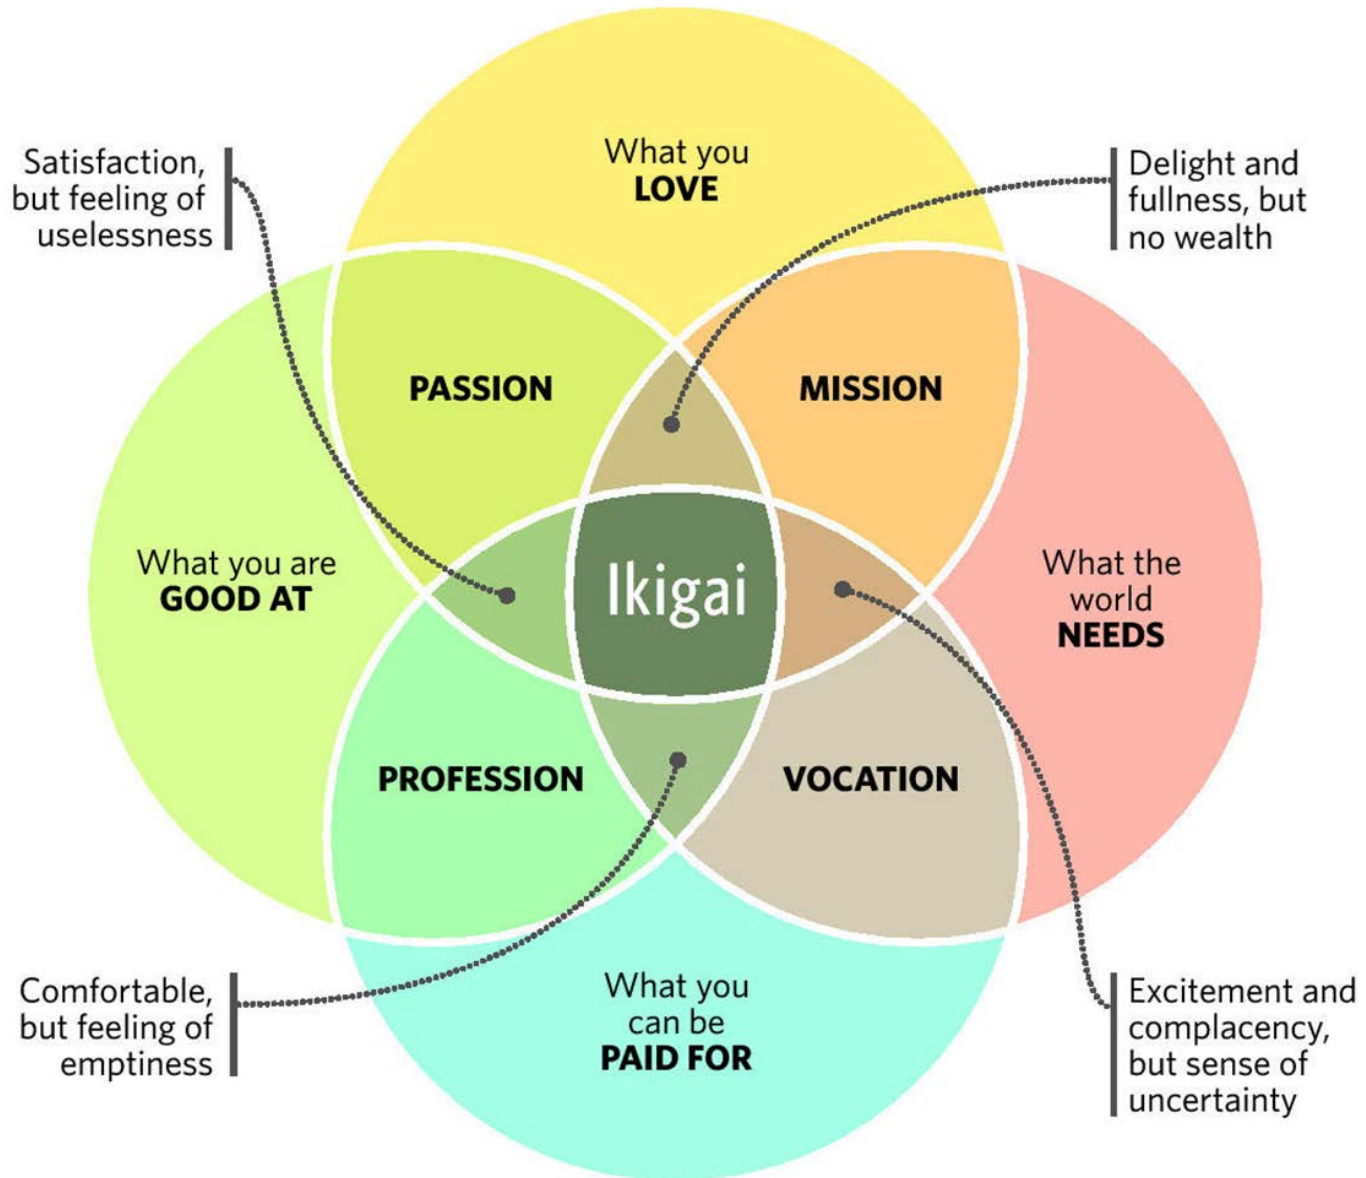 What you
LOVE
Satisfaction,
but feeling of
uselessness
Delight and
fullness, but
no wealth
PASSION
MISSION
What you are
GOOD AT
Ikigai
What the
world
NEEDS
PROFESSION
VOCATION
Comfortable,
but feeling of
emptiness
What you
can be
PAID FOR
Excitement and
complacency,
but sense of
uncertainty